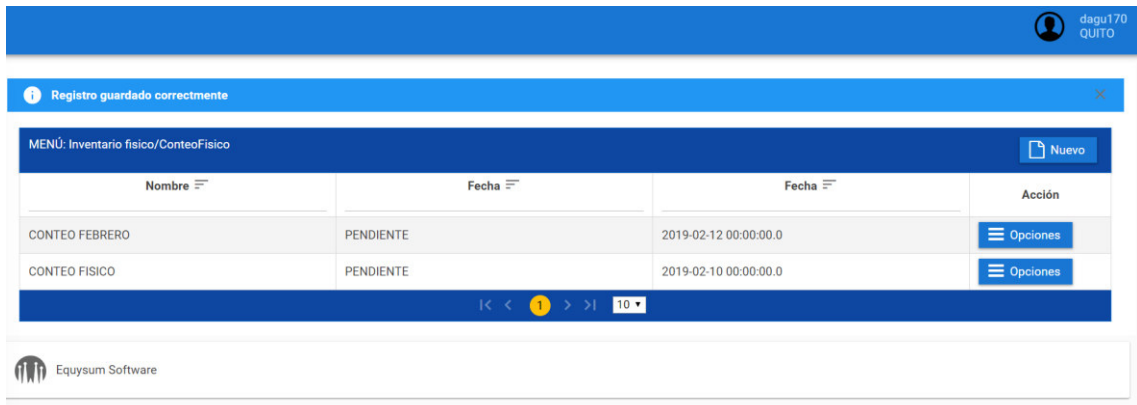 dagu170
QUITO
Registro guardado correctmente
MENÚ: Inventario fisico/ConteoFisico
Nuevo
Nombre Fecha Fecha Acción
CONTEO FEBRERO PENDIENTE 2019-02-12 00:00:00.0 Opciones
CONTEO FISICO PENDIENTE 2019-02-10 00:00:00.0 Opciones
1 10
Equysum Software